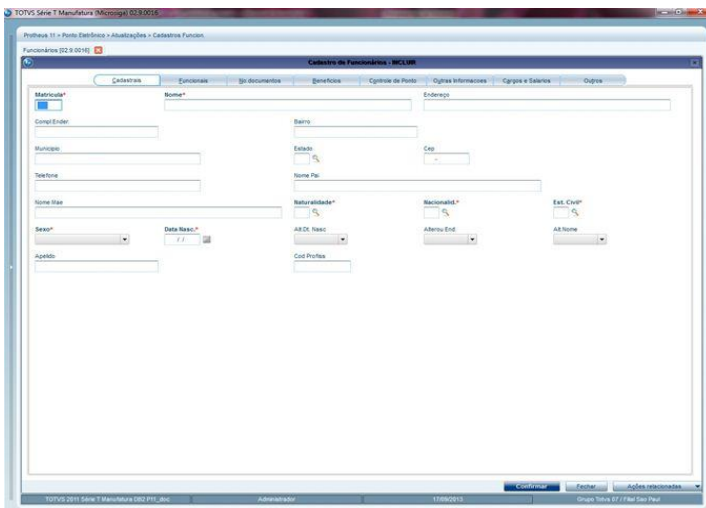 TOTVS Série T Manufatura (Microsiga) 02.9.0016
Protheus 11 > Ponto Eletrônico > Atualizações > Cadastros Funcion.
Funcionários [02.9.0016]
Cadastro de Funcionários - INCLUIR
Cadastrais Funcionais No.documentos Beneficios Controle de Ponto Outras Informacoes Cargos e Salarios Outros
Matricula* Nome* Endereço
Compl.Ender Bairro
Municipio Estado Cep
-
Telefone Nome Pai
Nome Mae Naturalidade* Nacionalid.* Est. Civil*
Sexo* Data Nasc.* Alt.Dt. Nasc Alterou End. Alt.Nome
/ /
Apelido Cod Profiss
Confirmar Fechar Ações relacionadas
TOTVS 2011 Série T Manufatura DB2 P11_doc Administrador 17/09/2013 Grupo Totvs 07 / Filial Sao Paul